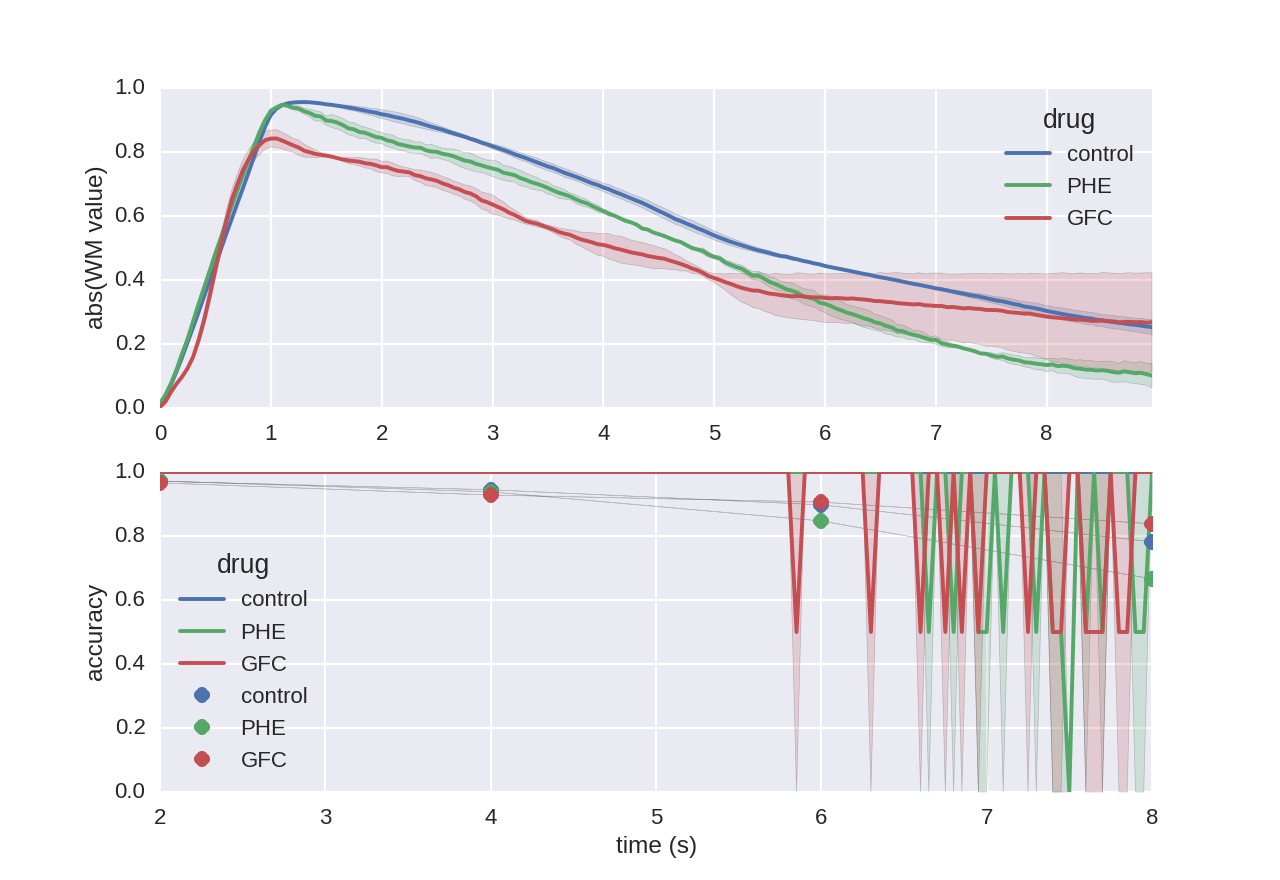 1.0
0.8
0.6
0.4
0.2
0.0
abs(WM value)
drug
control
PHE
GFC
0 1 2 3 4 5 6 7 8
1.0
0.8
0.6
0.4
0.2
0.0
accuracy
drug
control
PHE
GFC
control
PHE
GFC
2 3 4 5 6 7 8
time (s)